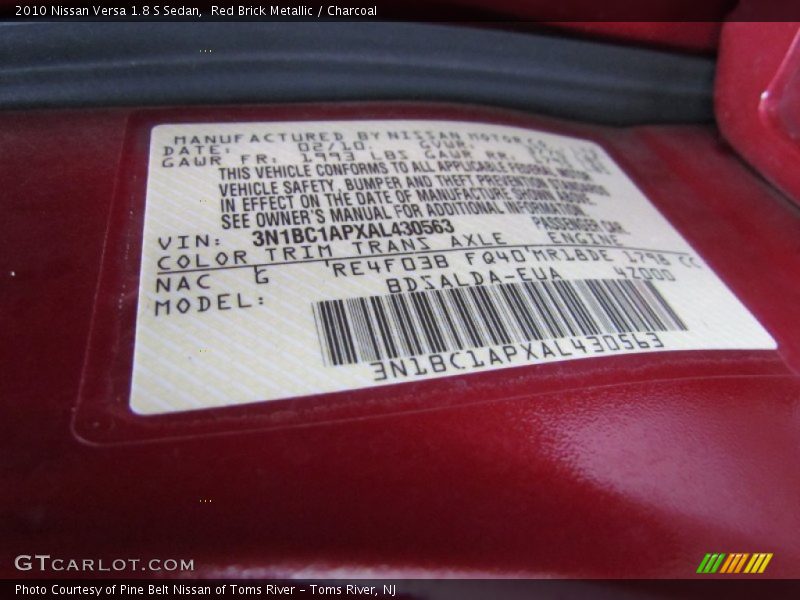 2010 Nissan Versa 1.8 S Sedan, Red Brick Metallic / Charcoal
MANUFACTURED BY NISSAN MOTOR CO
DATE: 02/10 GVWR:
GAWR FR: 1993 LBS GAWR RR:
THIS VEHICLE CONFORMS TO ALL APPLICABLE FEDERAL MOTOR
VEHICLE SAFETY, BUMPER AND THEFT PREVENTION STANDARDS
IN EFFECT ON THE DATE OF MANUFACTURE SHOWN ABOVE.
SEE OWNER'S MANUAL FOR ADDITIONAL INFORMATION.
VIN: 3N1BC1APXAL430563 PASSENGER CAR
COLOR TRIM TRANS AXLE ENGINE
NAC G RE4F03B FQ40 MR18DE 1798 CC
MODEL: BDSALDA-EUA 4Z000
3N1BC1APXAL430563
GTCARLOT.COM
Photo Courtesy of Pine Belt Nissan of Toms River – Toms River, NJ